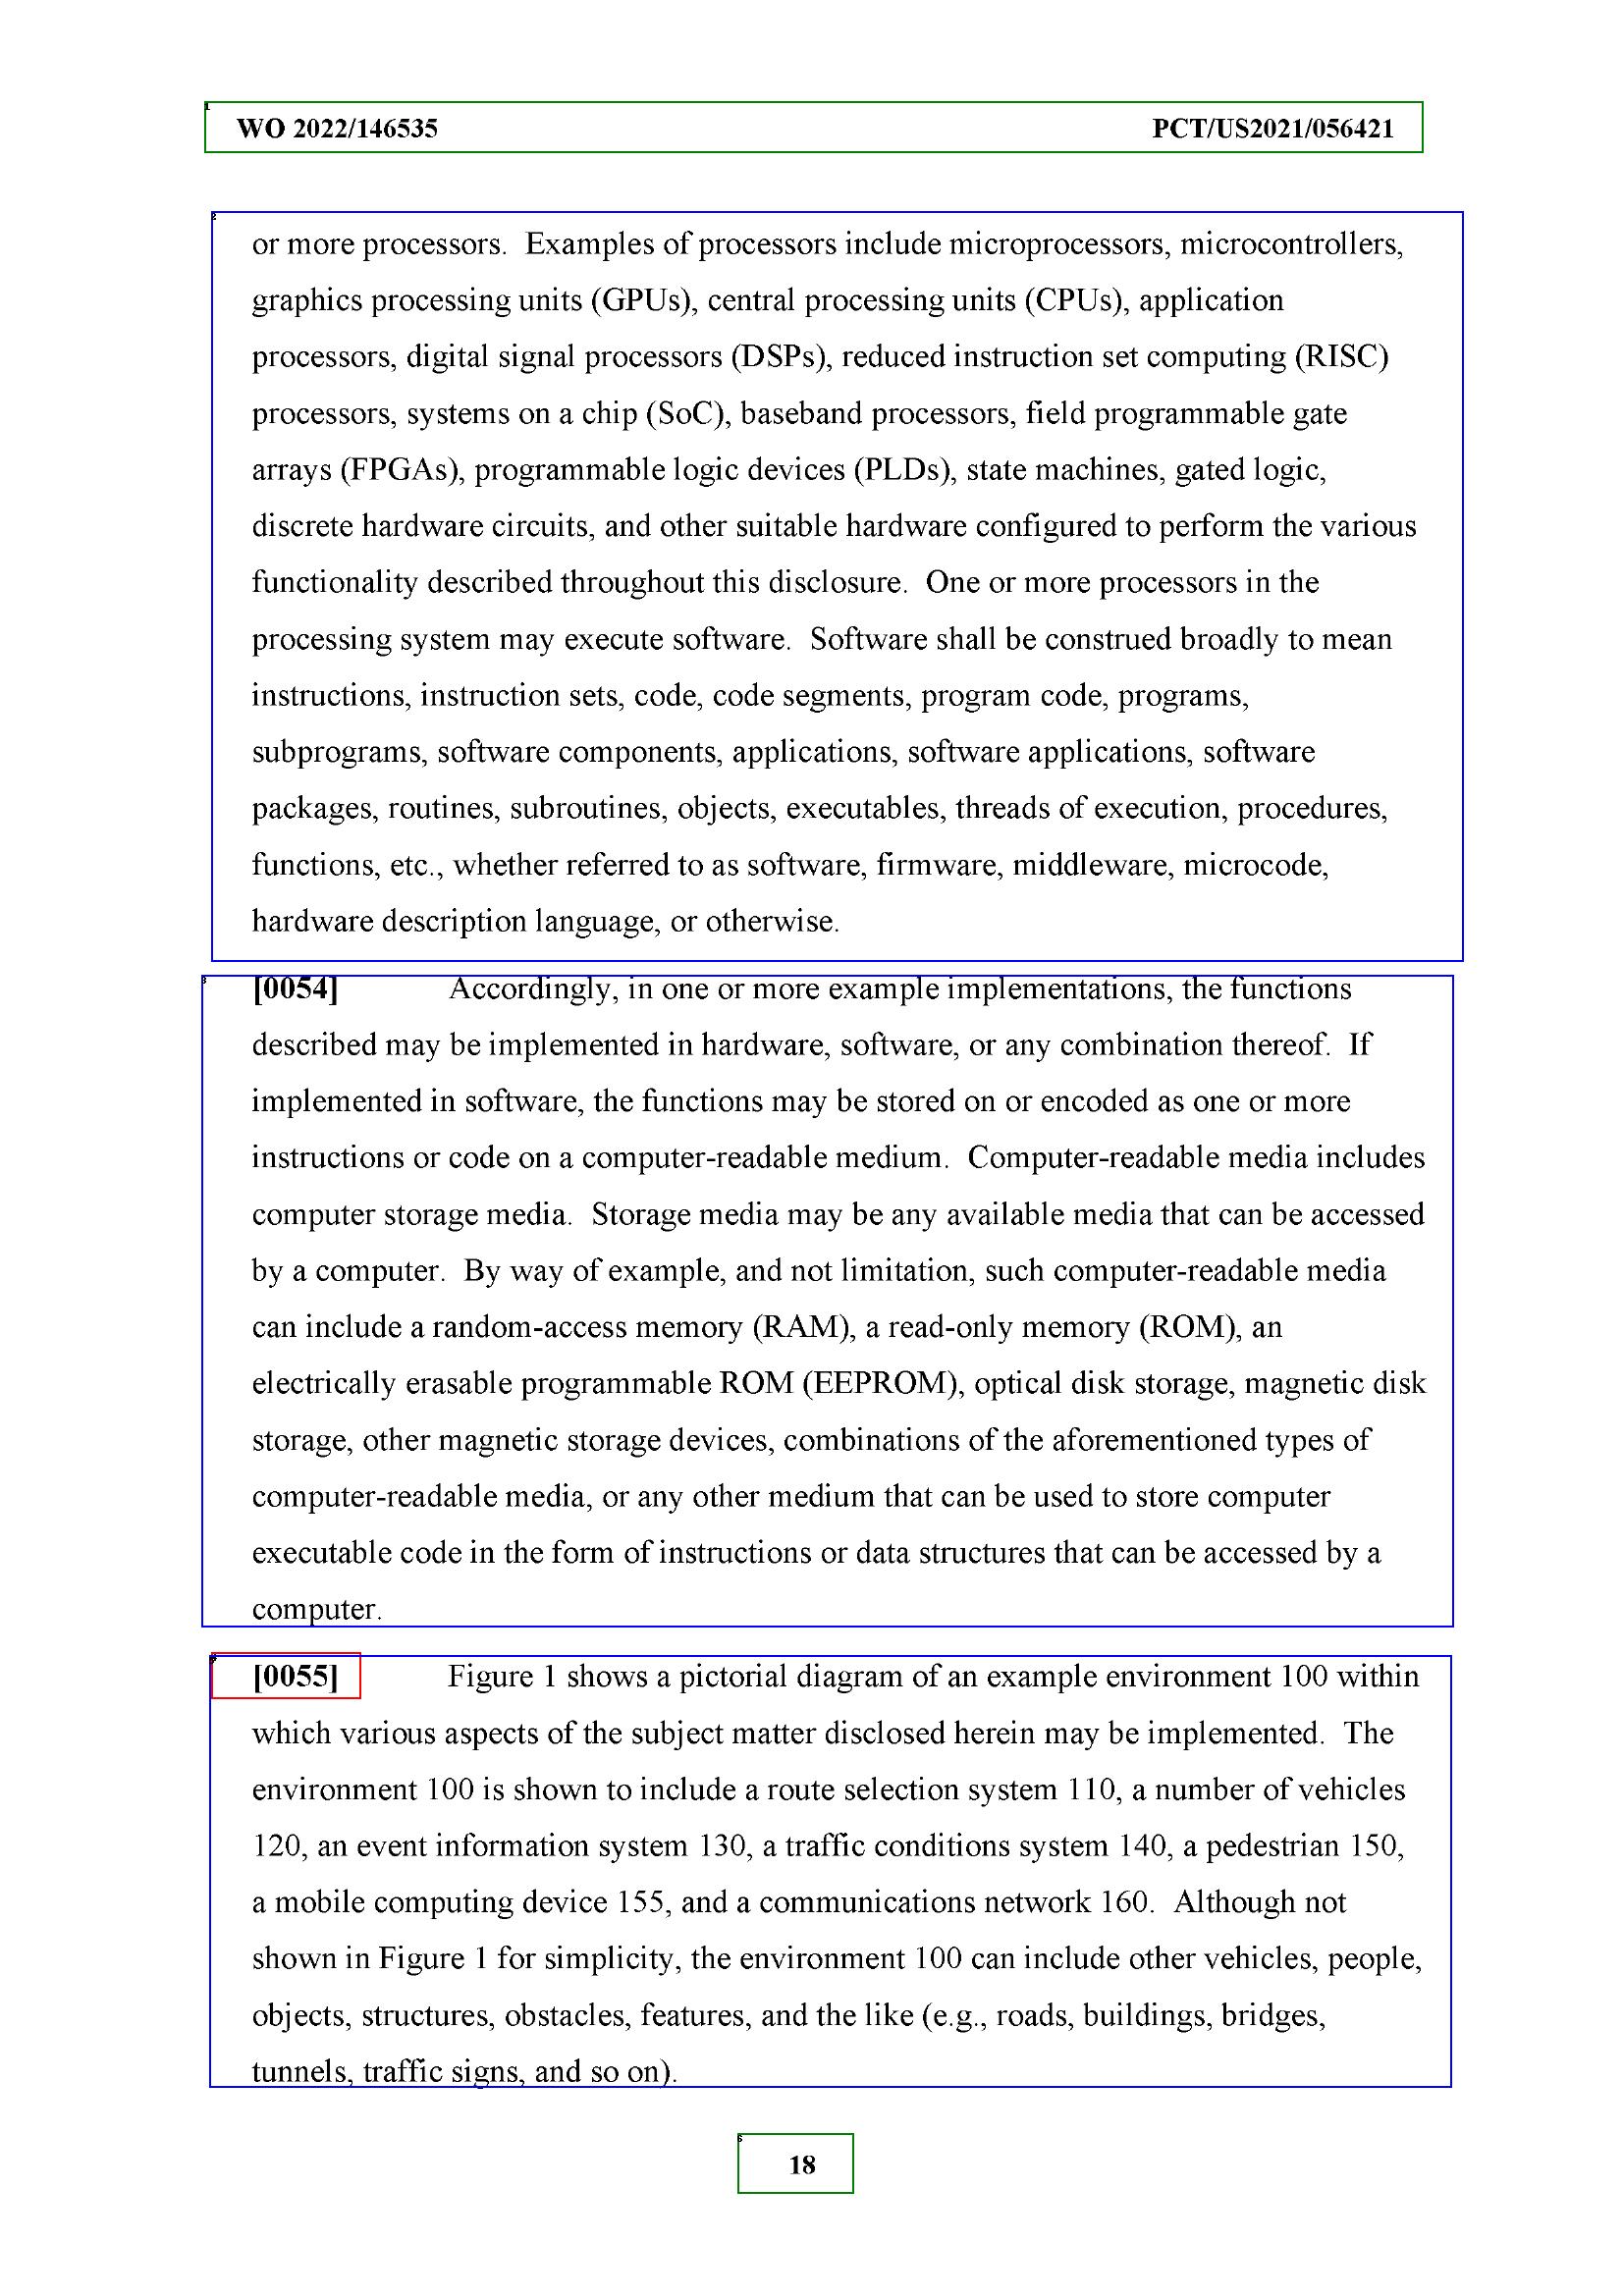 WO 2022/146535 PCT/US2021/056421
or more processors.  Examples of processors include microprocessors, microcontrollers,
graphics processing units (GPUs), central processing units (CPUs), application
processors, digital signal processors (DSPs), reduced instruction set computing (RISC)
processors, systems on a chip (SoC), baseband processors, field programmable gate
arrays (FPGAs), programmable logic devices (PLDs), state machines, gated logic,
discrete hardware circuits, and other suitable hardware configured to perform the various
functionality described throughout this disclosure.  One or more processors in the
processing system may execute software.  Software shall be construed broadly to mean
instructions, instruction sets, code, code segments, program code, programs,
subprograms, software components, applications, software applications, software
packages, routines, subroutines, objects, executables, threads of execution, procedures,
functions, etc., whether referred to as software, firmware, middleware, microcode,
hardware description language, or otherwise.
[0054] Accordingly, in one or more example implementations, the functions
described may be implemented in hardware, software, or any combination thereof.  If
implemented in software, the functions may be stored on or encoded as one or more
instructions or code on a computer-readable medium.  Computer-readable media includes
computer storage media.  Storage media may be any available media that can be accessed
by a computer.  By way of example, and not limitation, such computer-readable media
can include a random-access memory (RAM), a read-only memory (ROM), an
electrically erasable programmable ROM (EEPROM), optical disk storage, magnetic disk
storage, other magnetic storage devices, combinations of the aforementioned types of
computer-readable media, or any other medium that can be used to store computer
executable code in the form of instructions or data structures that can be accessed by a
computer.
[0055] Figure 1 shows a pictorial diagram of an example environment 100 within
which various aspects of the subject matter disclosed herein may be implemented.  The
environment 100 is shown to include a route selection system 110, a number of vehicles
120, an event information system 130, a traffic conditions system 140, a pedestrian 150,
a mobile computing device 155, and a communications network 160.  Although not
shown in Figure 1 for simplicity, the environment 100 can include other vehicles, people,
objects, structures, obstacles, features, and the like (e.g., roads, buildings, bridges,
tunnels, traffic signs, and so on).
18